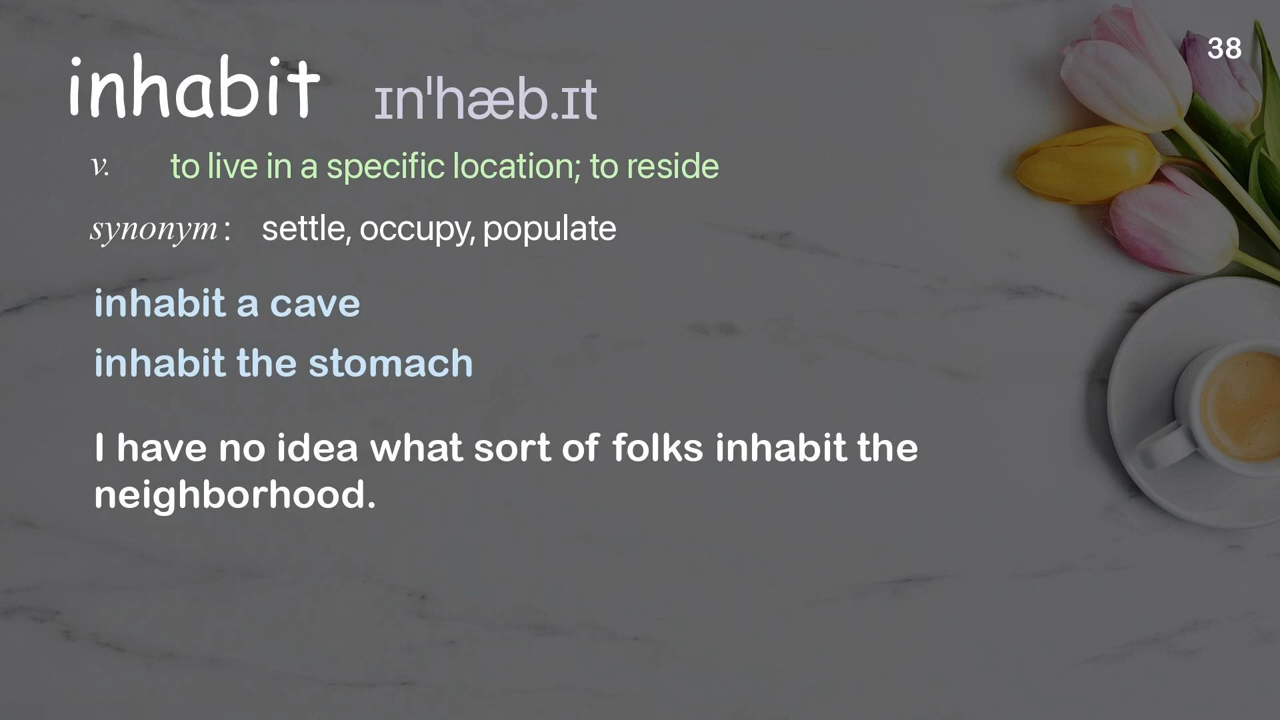 38
inhabit ɪnˈhæb.ɪt
v. to live in a specific location; to reside
synonym: settle, occupy, populate
inhabit a cave
inhabit the stomach
I have no idea what sort of folks inhabit the
neighborhood.